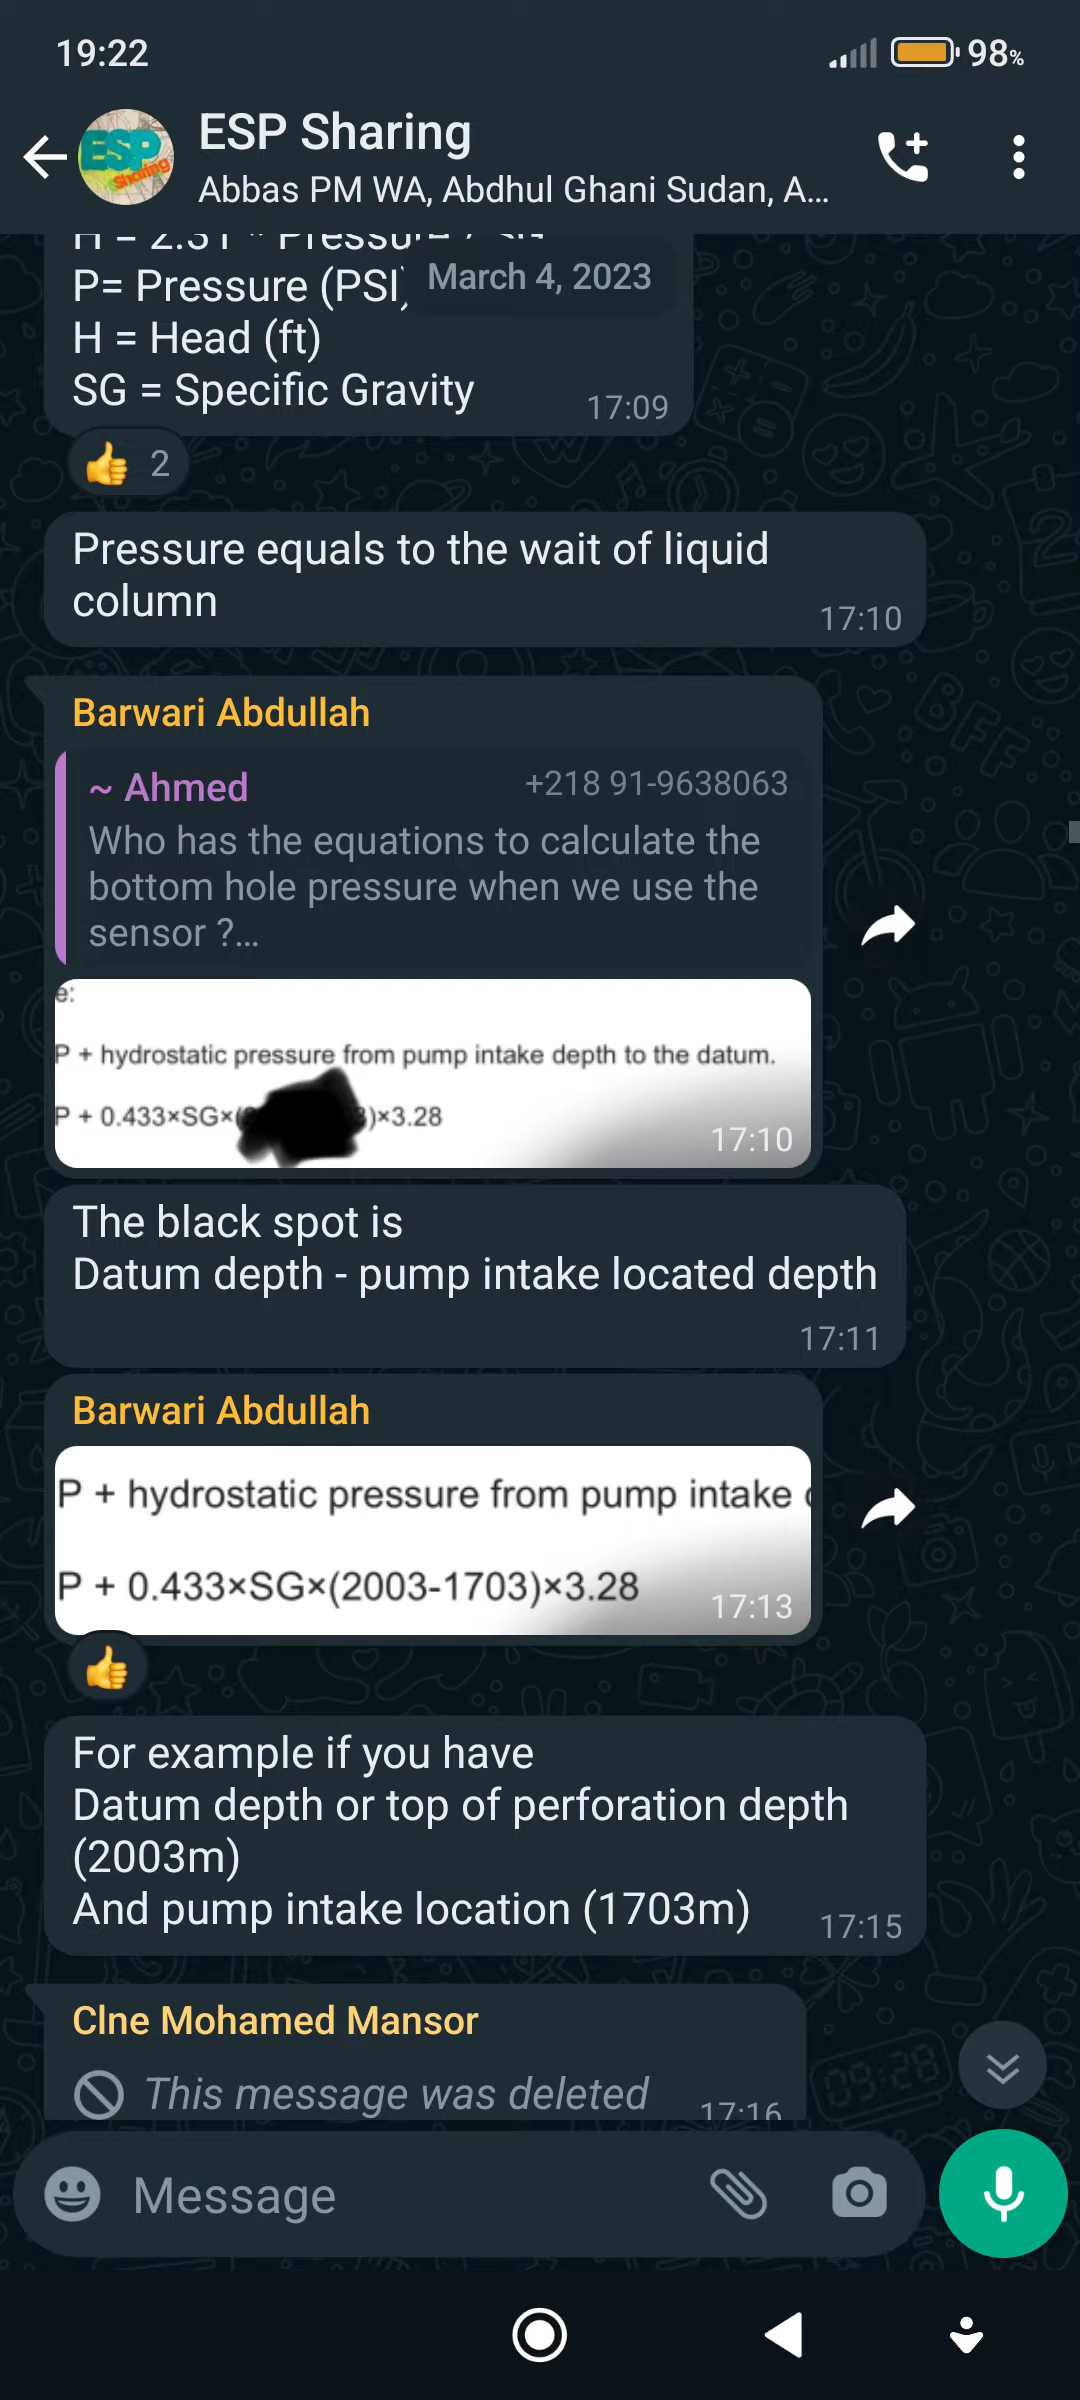 19:22
98%
ESP Sharing
Abbas PM WA, Abdhul Ghani Sudan, A...
H = 2.31 * Pressure / SG
P= Pressure (PSI)
March 4, 2023
H = Head (ft)
SG = Specific Gravity
17:09
👍 2
Pressure equals to the wait of liquid
column
17:10
Barwari Abdullah
~ Ahmed
+218 91-9638063
Who has the equations to calculate the
bottom hole pressure when we use the
sensor ?...
e:
P + hydrostatic pressure from pump intake depth to the datum.
P + 0.433×SG×( )×3.28
17:10
The black spot is
Datum depth - pump intake located depth
17:11
Barwari Abdullah
P + hydrostatic pressure from pump intake
P + 0.433×SG×(2003-1703)×3.28
17:13
👍
For example if you have
Datum depth or top of perforation depth
(2003m)
And pump intake location (1703m)
17:15
Clne Mohamed Mansor
This message was deleted
17:16
Message